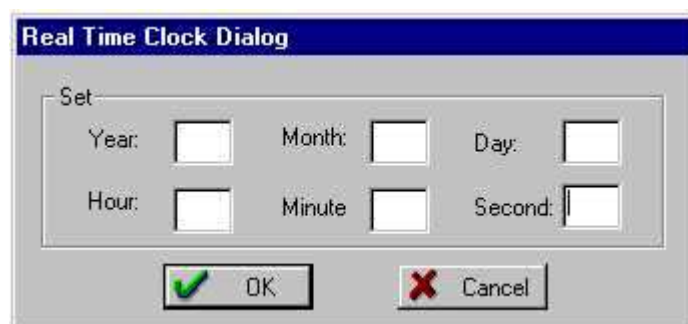 Real Time Clock Dialog
Set
Year: Month: Day:
Hour: Minute Second:
OK Cancel